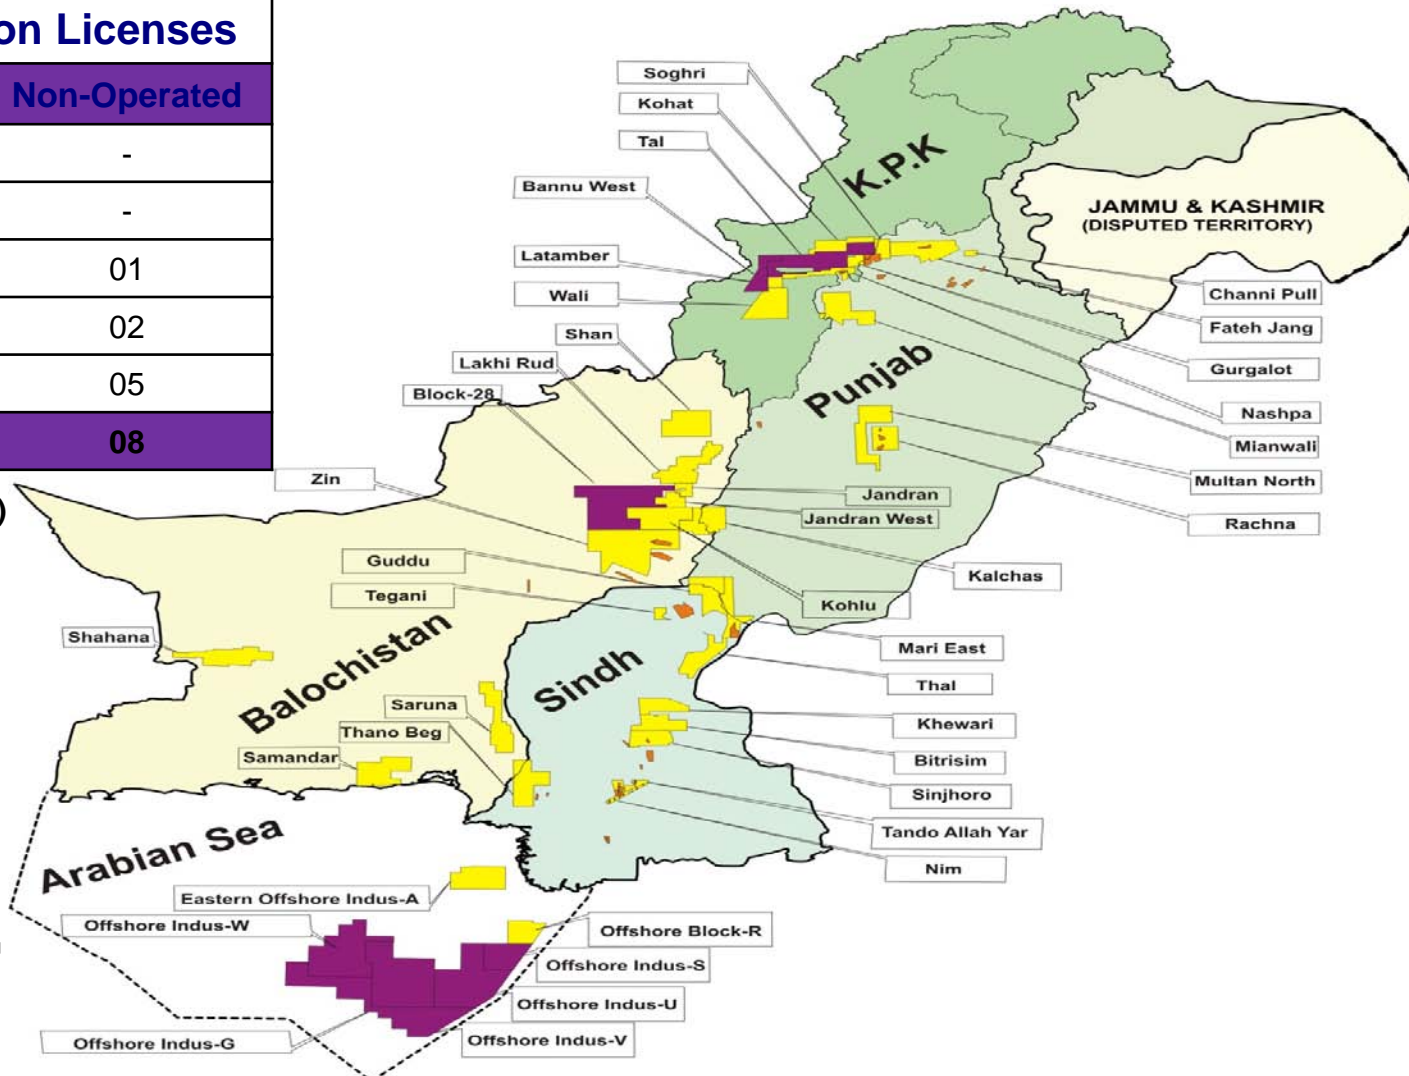 on Licenses
Non-Operated
-
-
01
02
05
08
)
Soghri
Kohat
Tal
Bannu West
Latamber
Wali
Shan
Lakhi Rud
Block-28
Zin
K.P.K
JAMMU & KASHMIR
(DISPUTED TERRITORY)
Channi Pull
Fateh Jang
Gurgalot
Nashpa
Mianwali
Multan North
Rachna
Punjab
Jandran
Jandran West
Kalchas
Kohlu
Guddu
Tegani
Shahana
Balochistan
Sindh
Mari East
Thal
Khewari
Bitrisim
Sinjhoro
Tando Allah Yar
Nim
Saruna
Thano Beg
Samandar
Arabian Sea
Eastern Offshore Indus-A
Offshore Indus-W
Offshore Block-R
Offshore Indus-S
Offshore Indus-U
Offshore Indus-V
Offshore Indus-G